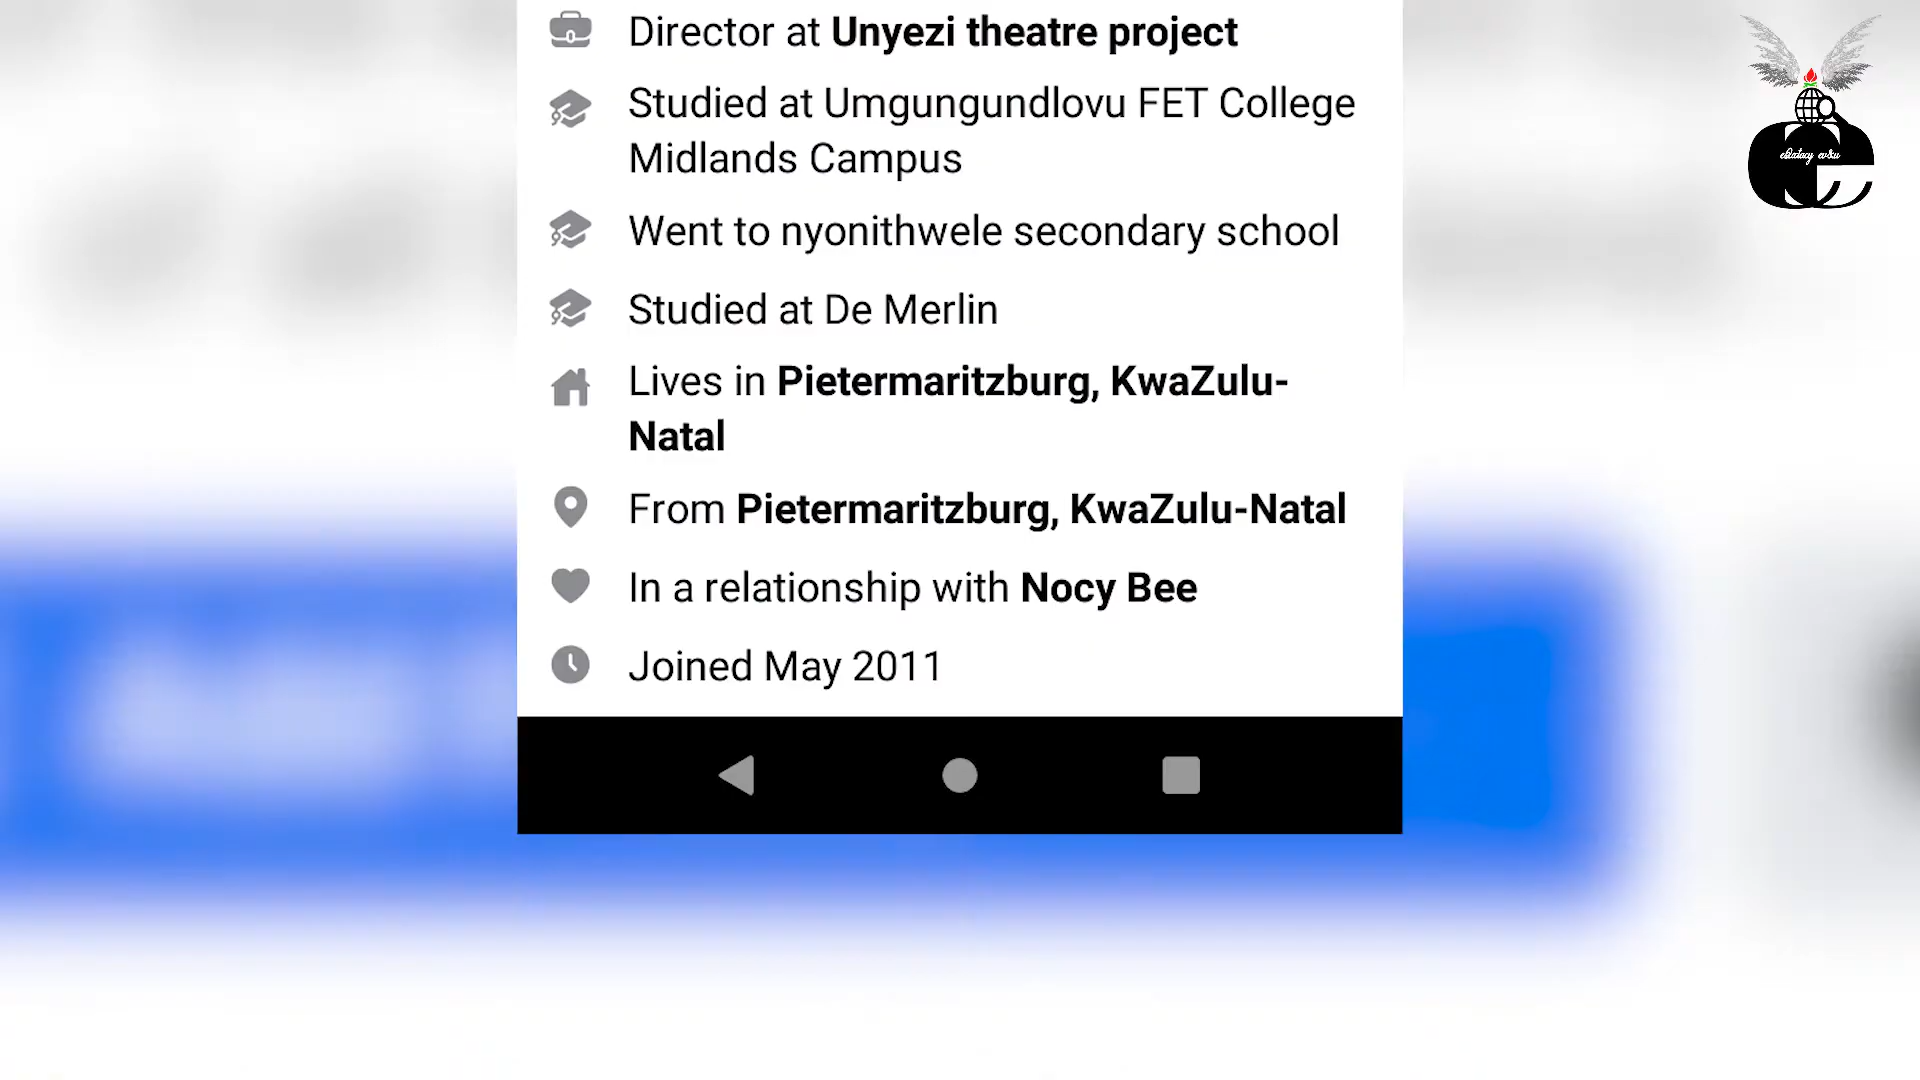 Director at Unyezi theatre project
Studied at Umgungundlovu FET College
Midlands Campus
Went to nyonithwele secondary school
Studied at De Merlin
Lives in Pietermaritzburg, KwaZulu-
Natal
From Pietermaritzburg, KwaZulu-Natal
In a relationship with Nocy Bee
Joined May 2011